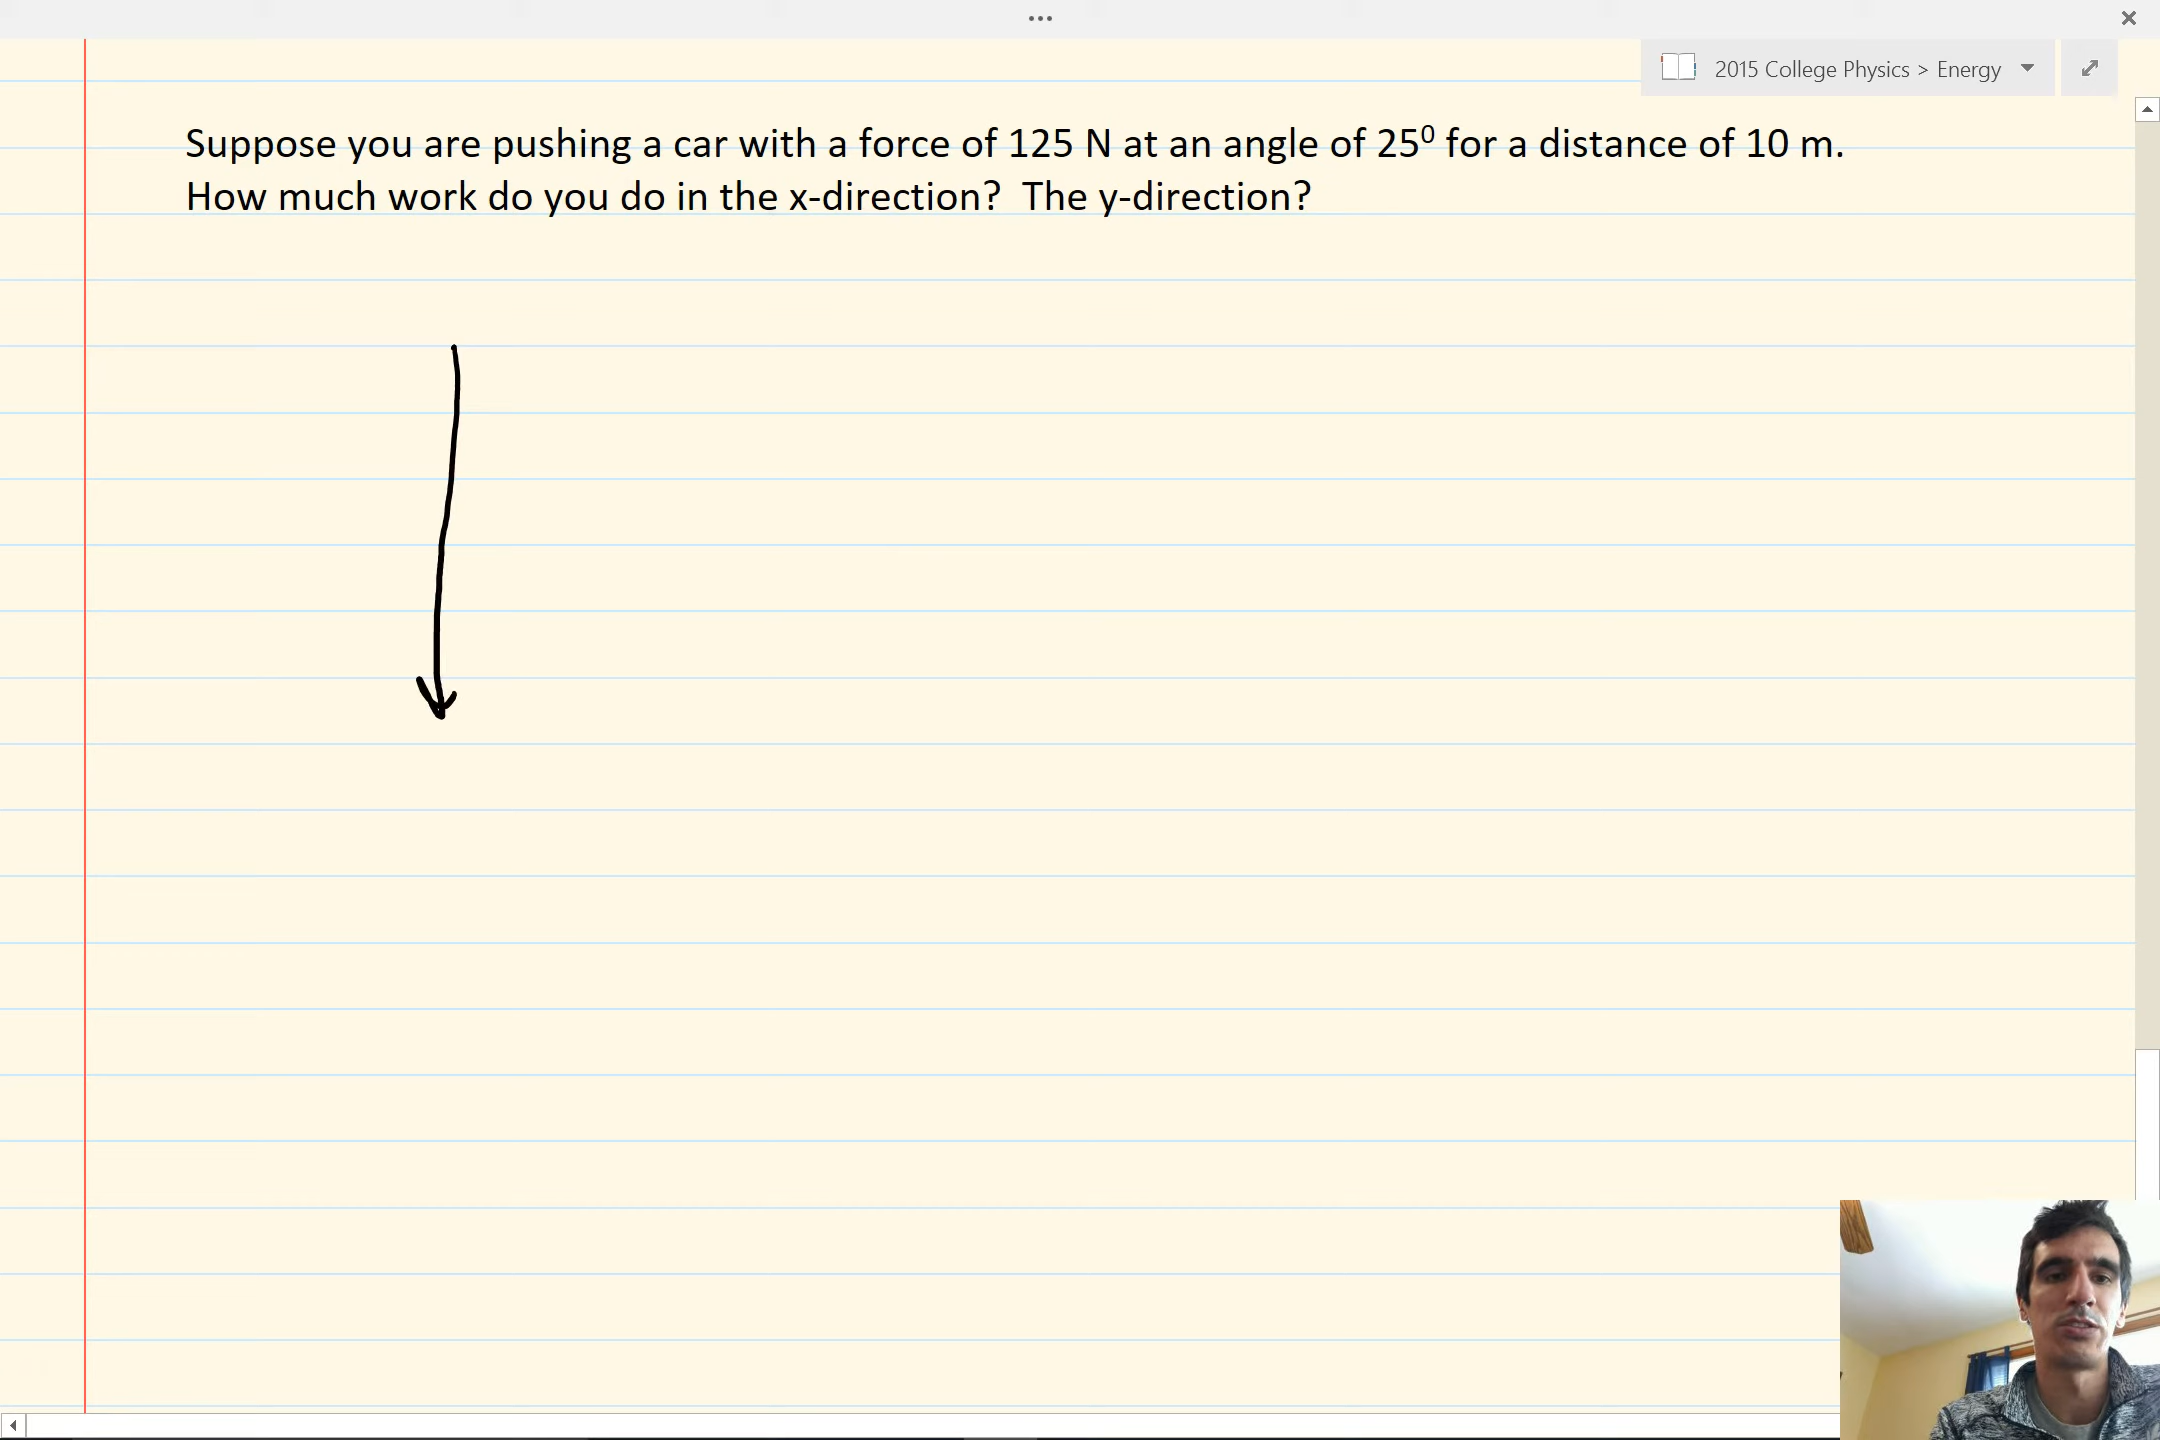 2015 College Physics > Energy
Suppose you are pushing a car with a force of 125 N at an angle of 25⁰ for a distance of 10 m.
How much work do you do in the x-direction?  The y-direction?